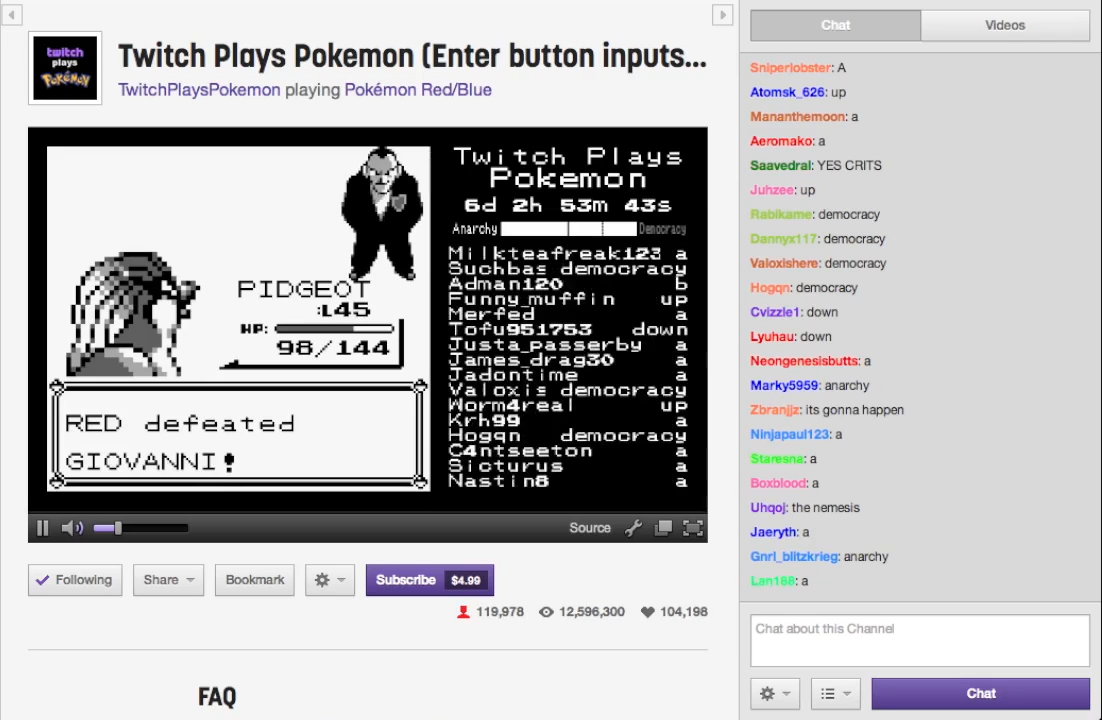 twitch
plays
POKéMON
Twitch Plays Pokemon (Enter button inputs...
TwitchPlaysPokemon playing Pokémon Red/Blue
PIDGEOT
:L45
HP:
98/144
RED defeated
GIOVANNI!
Twitch Plays
Pokemon
6d 2h 53m 43s
Anarchy Democracy
Milkteafreak123 a
Suchbas democracy
Adman120 b
Funny_muffin up
Merfed a
Tofu951753 down
Justa_passerby a
James_drag30 a
Jadontime a
Valoxis democracy
Worm4real up
Krh99 a
Hogqn democracy
C4ntseeton a
Sicturus a
Nastin8 a
Source
Following
Share
Bookmark
Subscribe $4.99
119,978 12,596,300 104,198
FAQ
Chat Videos
Sniperlobster: A
Atomsk_626: up
Mananthemoon: a
Aeromako: a
Saavedral: YES CRITS
Juhzee: up
Rabikame: democracy
Dannyx117: democracy
Valoxishere: democracy
Hogqn: democracy
Cvizzle1: down
Lyuhau: down
Neongenesisbutts: a
Marky5959: anarchy
Zbranjjz: its gonna happen
Ninjapaul123: a
Staresna: a
Boxblood: a
Uhqoj: the nemesis
Jaeryth: a
Gnrl_blitzkrieg: anarchy
Lan188: a
Chat about this Channel
Chat